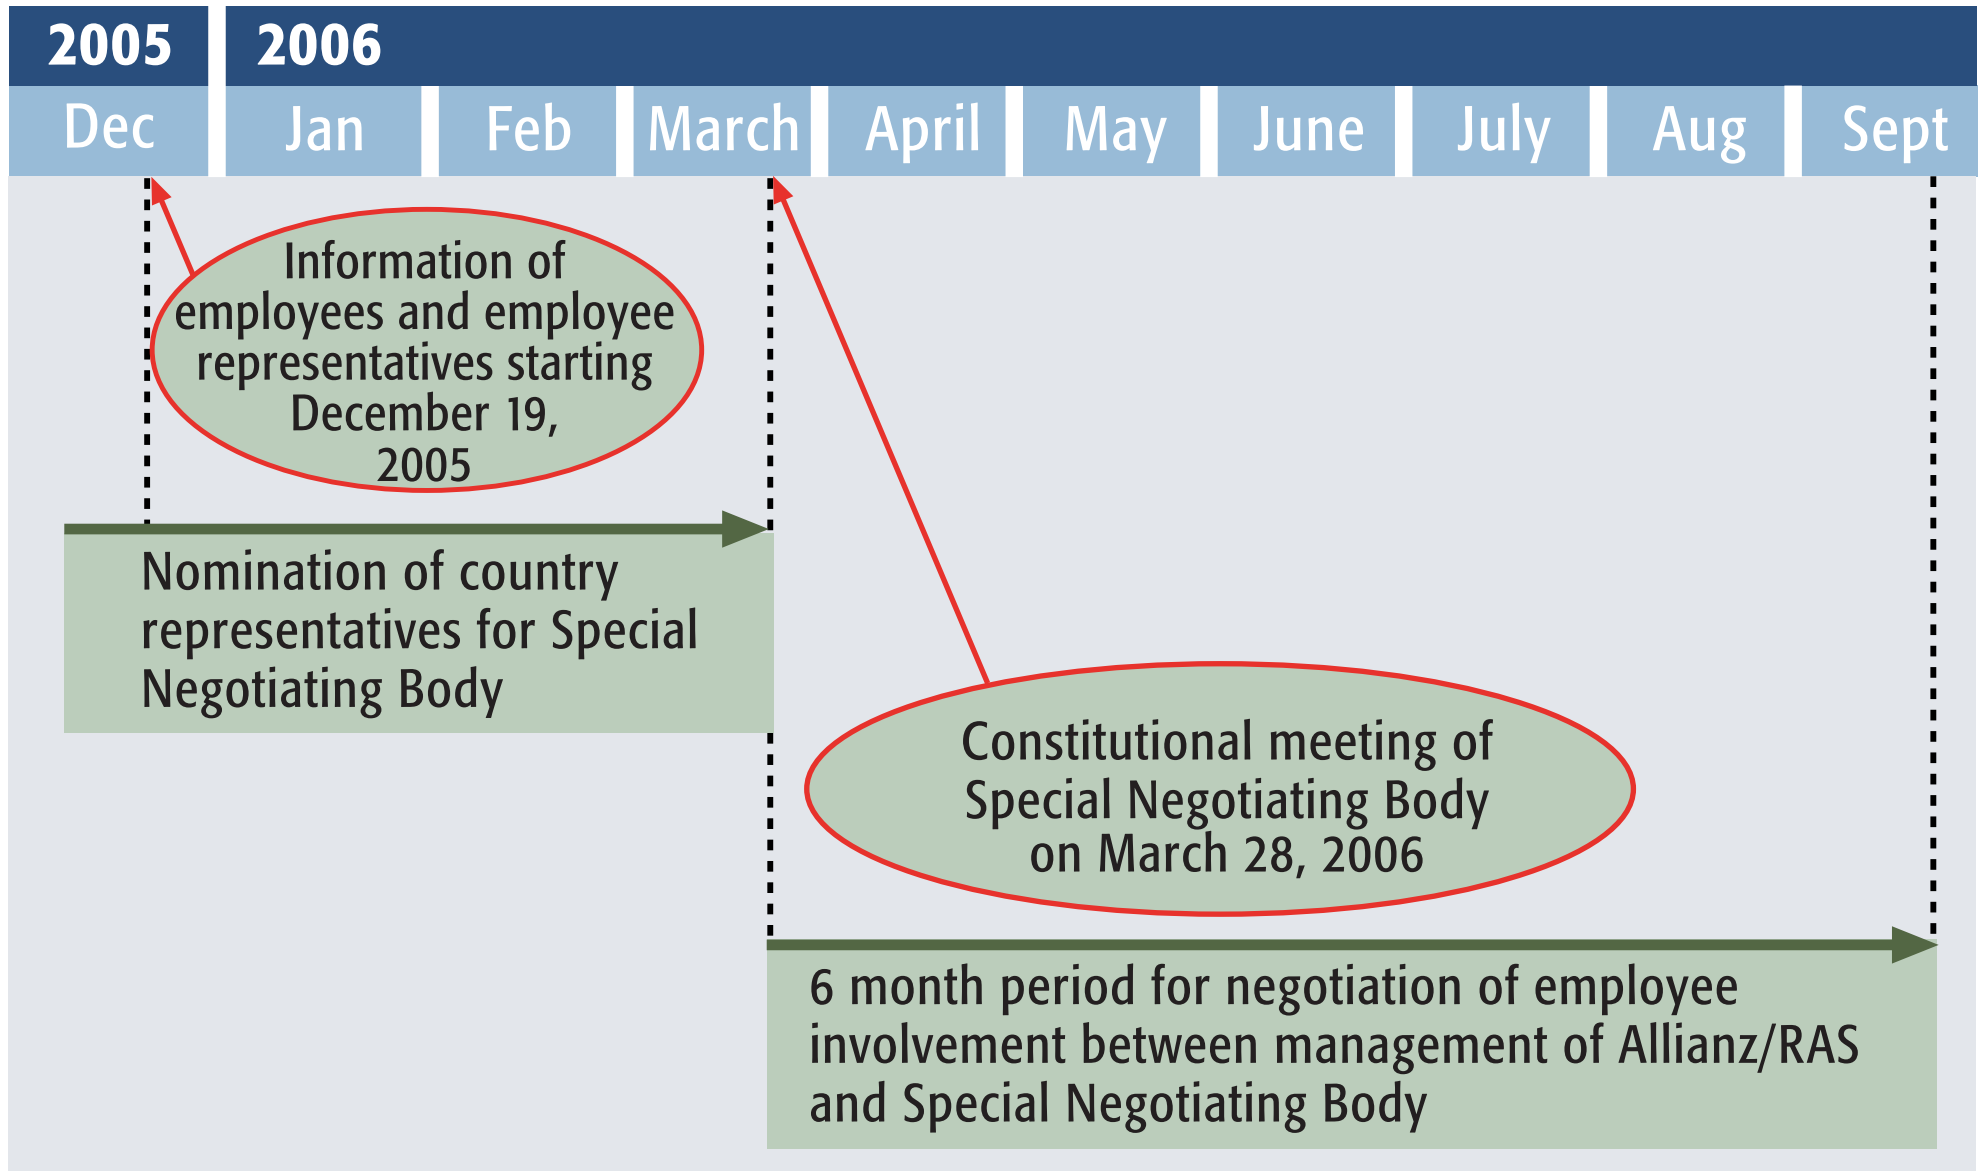 2005 2006
Dec Jan Feb March April May June July Aug Sept
Information of
employees and employee
representatives starting
December 19,
2005
Nomination of country
representatives for Special
Negotiating Body
Constitutional meeting of
Special Negotiating Body
on March 28, 2006
6 month period for negotiation of employee
involvement between management of Allianz/RAS
and Special Negotiating Body